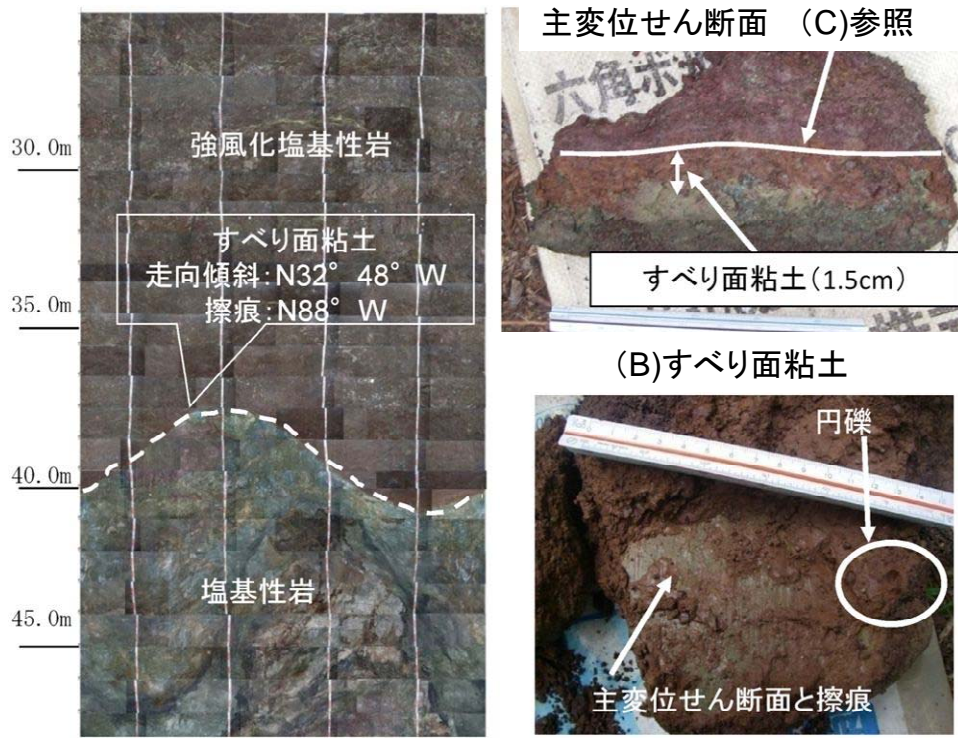 30.0m
強風化塩基性岩
すべり面粘土
走向傾斜:N32° 48° W
擦痕:N88° W
35.0m
40.0m
塩基性岩
45.0m
主変位せん断面 (C)参照
六角ボ
すべり面粘土(1.5cm)
(B)すべり面粘土
円礫
主変位せん断面と擦痕